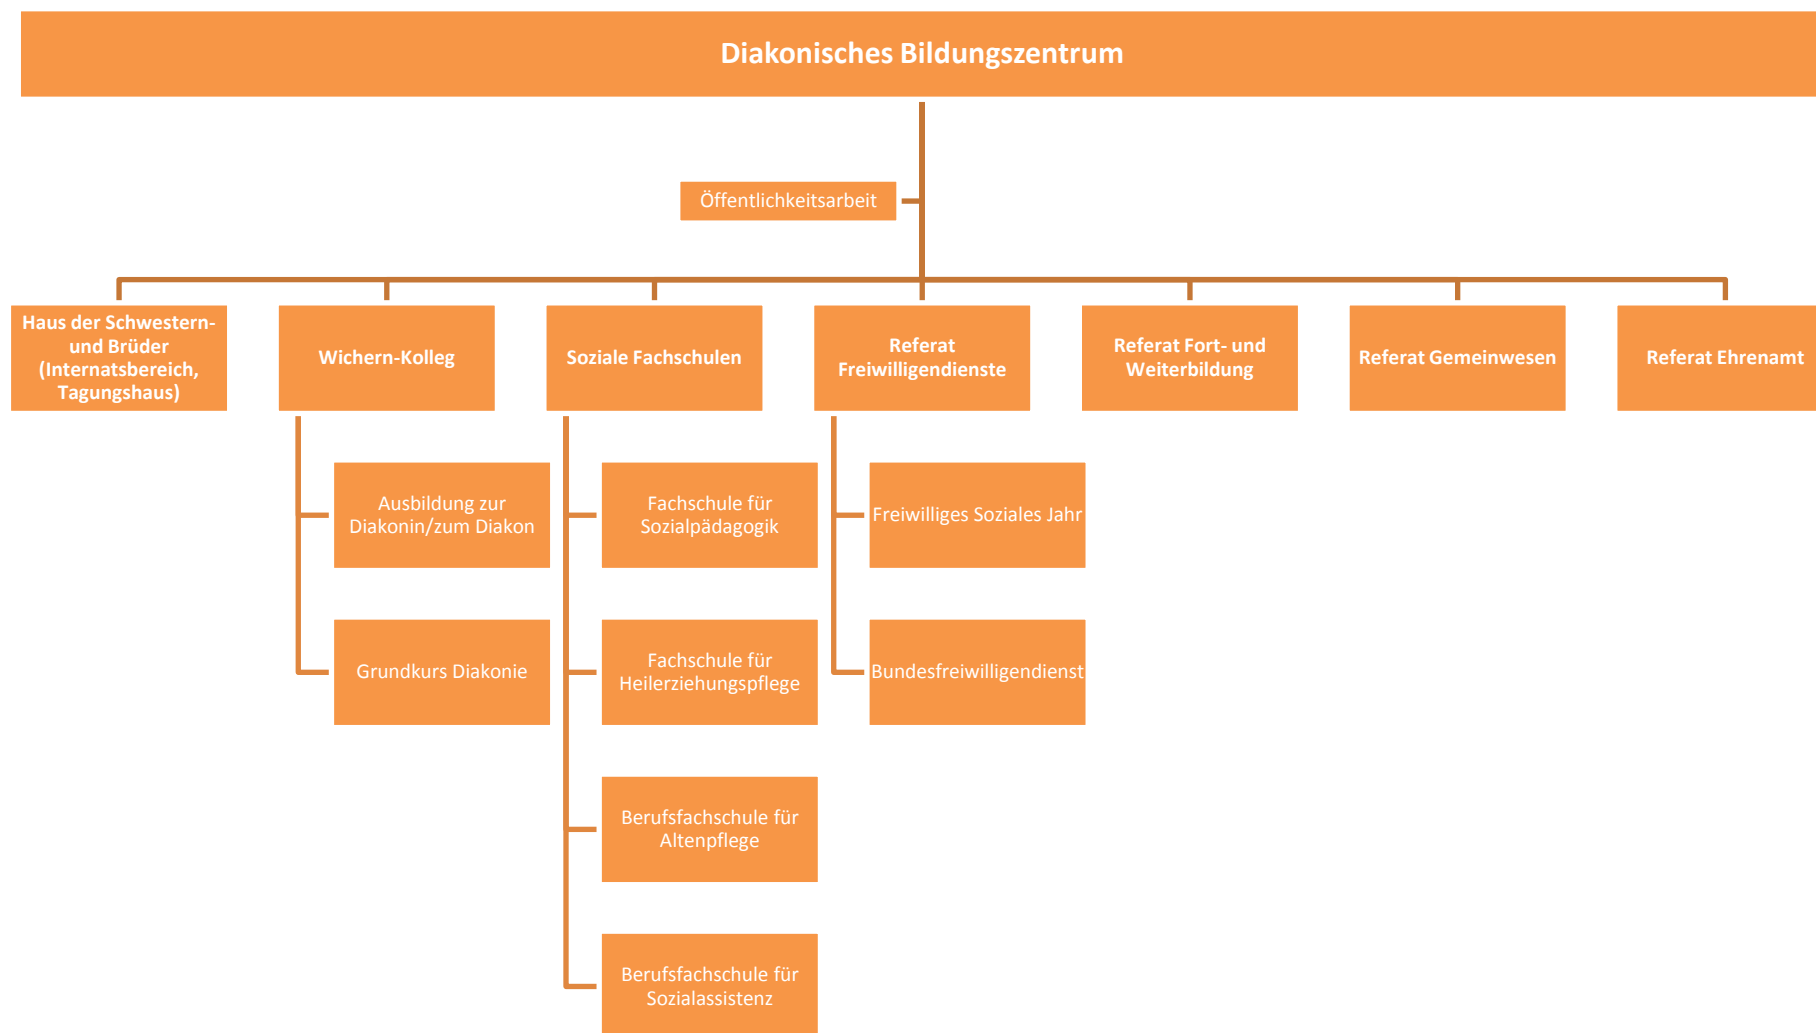 Diakonisches Bildungszentrum
Öffentlichkeitsarbeit
Haus der Schwestern-
und Brüder
(Internatsbereich,
Tagungshaus)
Wichern-Kolleg
Soziale Fachschulen
Referat
Freiwilligendienste
Referat Fort- und
Weiterbildung
Referat Gemeinwesen
Referat Ehrenamt
Ausbildung zur
Diakonin/zum Diakon
Grundkurs Diakonie
Fachschule für
Sozialpädagogik
Fachschule für
Heilerziehungspflege
Berufsfachschule für
Altenpflege
Berufsfachschule für
Sozialassistenz
Freiwilliges Soziales Jahr
Bundesfreiwilligendienst